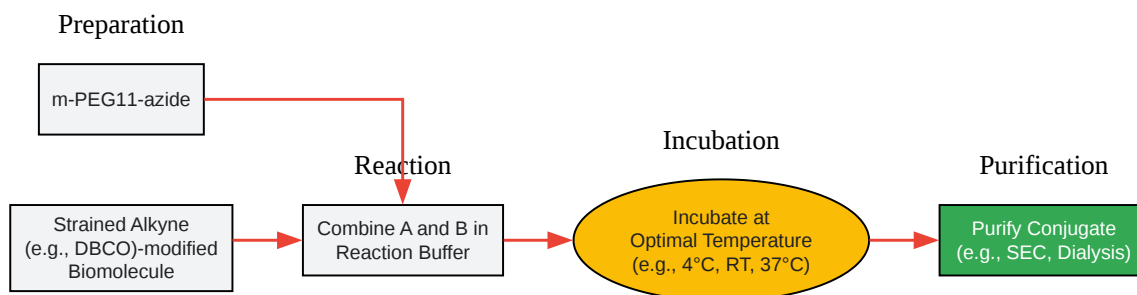 Preparation
m-PEG11-azide
Reaction
Incubation
Purification
Strained Alkyne
(e.g., DBCO)-modified
Biomolecule
Combine A and B in
Reaction Buffer
Incubate at
Optimal Temperature
(e.g., 4°C, RT, 37°C)
Purify Conjugate
(e.g., SEC, Dialysis)